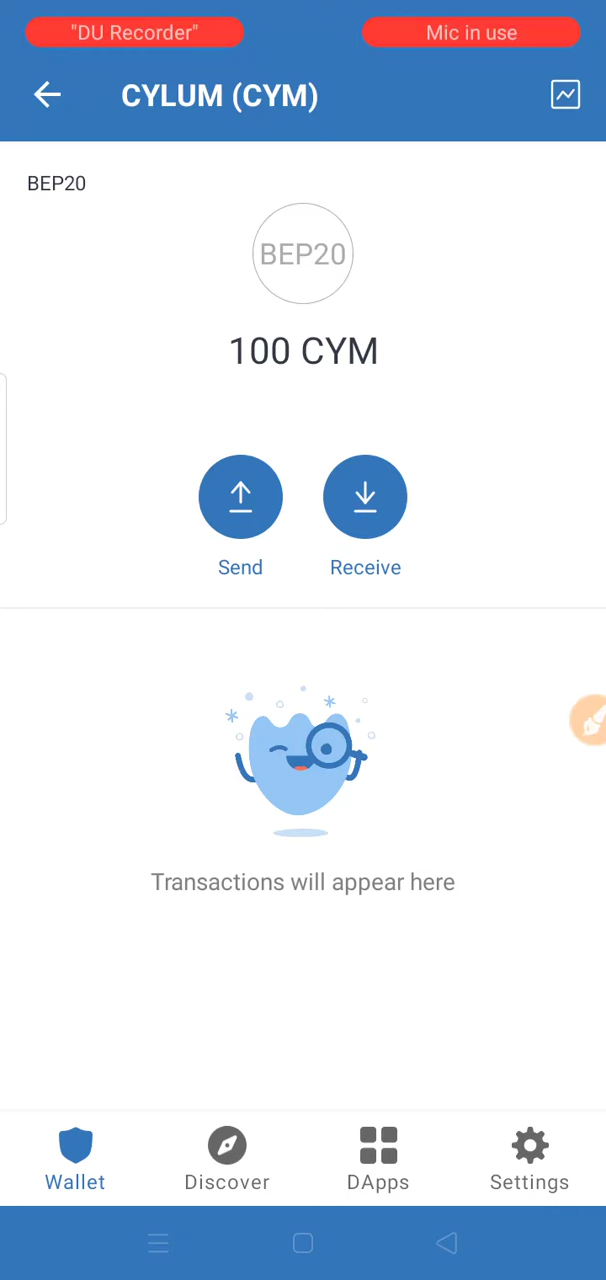 "DU Recorder"
Mic in use
CYLUM (CYM)
BEP20
BEP20
100 CYM
Send
Receive
Transactions will appear here
Wallet
Discover
DApps
Settings